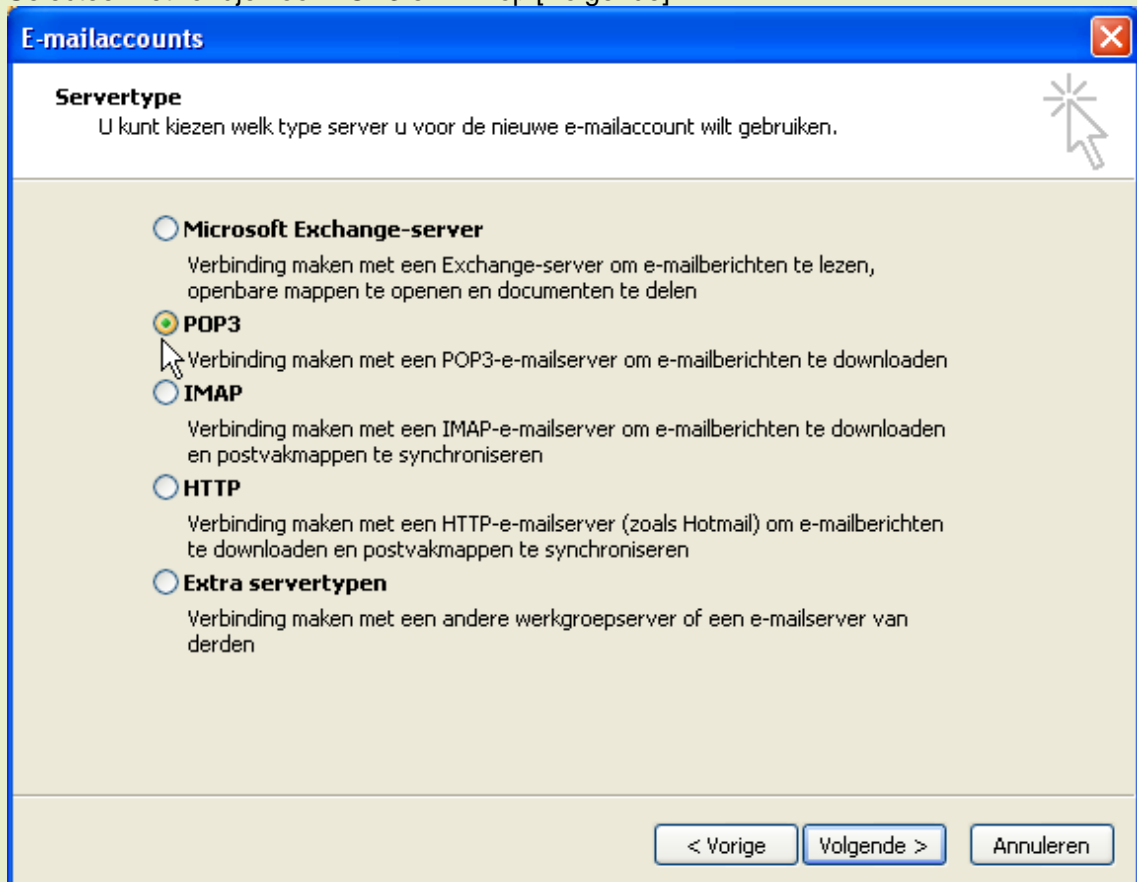 E-mailaccounts
Servertype
U kunt kiezen welk type server u voor de nieuwe e-mailaccount wilt gebruiken.
Microsoft Exchange-server
Verbinding maken met een Exchange-server om e-mailberichten te lezen,
openbare mappen te openen en documenten te delen
POP3
Verbinding maken met een POP3-e-mailserver om e-mailberichten te downloaden
IMAP
Verbinding maken met een IMAP-e-mailserver om e-mailberichten te downloaden
en postvakmappen te synchroniseren
HTTP
Verbinding maken met een HTTP-e-mailserver (zoals Hotmail) om e-mailberichten
te downloaden en postvakmappen te synchroniseren
Extra servertypen
Verbinding maken met een andere werkgroepserver of een e-mailserver van
derden
< Vorige
Volgende >
Annuleren